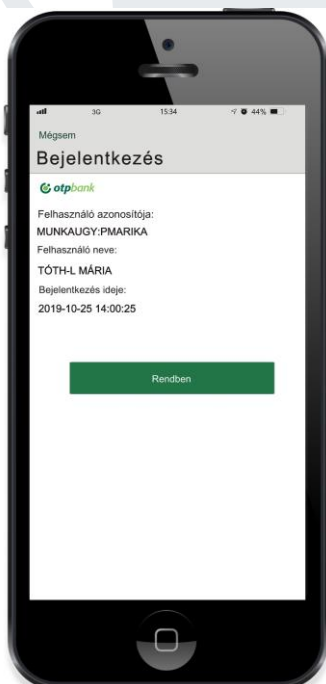 3G 15:34 44%
Mégsem
Bejelentkezés
otpbank
Felhasználó azonosítója:
MUNKAUGY:PMARIKA
Felhasználó neve:
TÓTH-L MÁRIA
Bejelentkezés ideje:
2019-10-25 14:00:25
Rendben